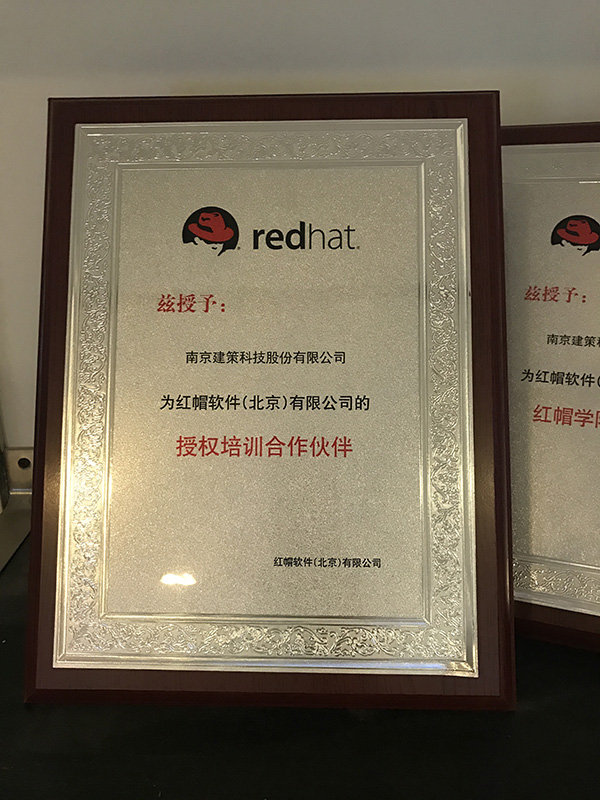 redhat.
兹授予：
南京建策科技股份有限公司
为红帽软件(北京)有限公司的
授权培训合作伙伴
红帽软件(北京)有限公司
兹授予：
南京建策
为红帽软件(
红帽学